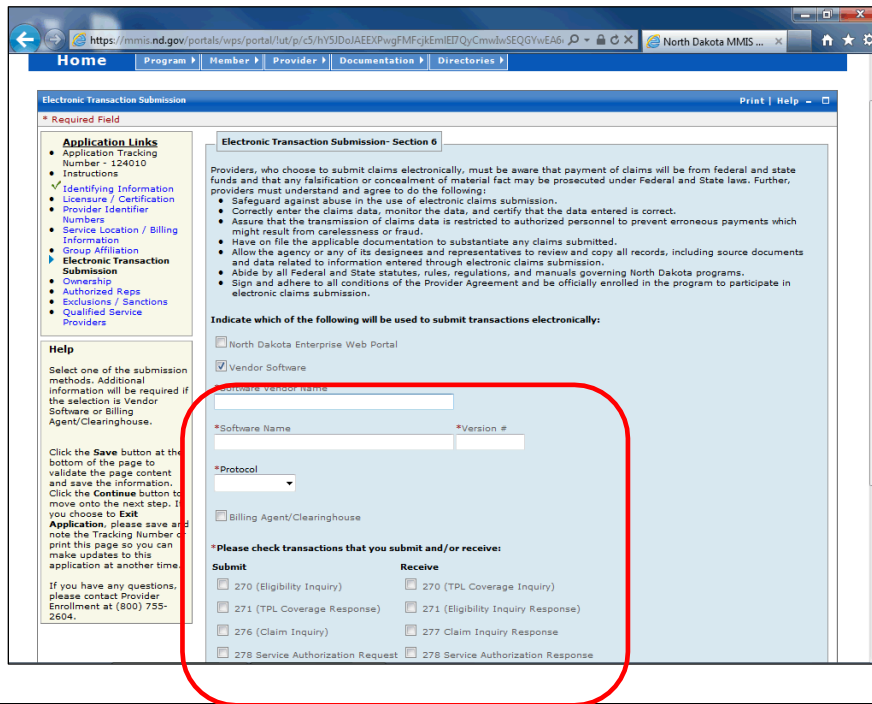 https://mmis.nd.gov/portals/wps/portal/!ut/p/c5/hY5JDoJAEEXPwgFMFcjkEmIEI7QyCmwIwSEQGYwEA6
North Dakota MMIS ...
Home Program Member Provider Documentation Directories
Electronic Transaction Submission Print | Help
* Required Field
Application Links
Application Tracking
Number - 124010
Instructions
Identifying Information
Licensure / Certification
Provider Identifier
Numbers
Service Location / Billing
Information
Group Affiliation
Electronic Transaction
Submission
Ownership
Authorized Reps
Exclusions / Sanctions
Qualified Service
Providers
Help
Select one of the submission
methods. Additional
information will be required if
the selection is Vendor
Software or Billing
Agent/Clearinghouse.
Click the Save button at the
bottom of the page to
validate the page content
and save the information.
Click the Continue button to
move onto the next step. If
you choose to Exit
Application, please save and
note the Tracking Number or
print this page so you can
make updates to this
application at another time.
If you have any questions,
please contact Provider
Enrollment at (800) 755-
2604.
Electronic Transaction Submission- Section 6
Providers, who choose to submit claims electronically, must be aware that payment of claims will be from federal and state
funds and that any falsification or concealment of material fact may be prosecuted under Federal and State laws. Further,
providers must understand and agree to do the following:
Safeguard against abuse in the use of electronic claims submission.
Correctly enter the claims data, monitor the data, and certify that the data entered is correct.
Assure that the transmission of claims data is restricted to authorized personnel to prevent erroneous payments which
might result from carelessness or fraud.
Have on file the applicable documentation to substantiate any claims submitted.
Allow the agency or any of its designees and representatives to review and copy all records, including source documents
and data related to information entered through electronic claims submission.
Abide by all Federal and State statutes, rules, regulations, and manuals governing North Dakota programs.
Sign and adhere to all conditions of the Provider Agreement and be officially enrolled in the program to participate in
electronic claims submission.
Indicate which of the following will be used to submit transactions electronically:
North Dakota Enterprise Web Portal
Vendor Software
*Software Vendor Name
*Software Name *Version #
*Protocol
Billing Agent/Clearinghouse
*Please check transactions that you submit and/or receive:
Submit Receive
270 (Eligibility Inquiry) 270 (TPL Coverage Inquiry)
271 (TPL Coverage Response) 271 (Eligibility Inquiry Response)
276 (Claim Inquiry) 277 Claim Inquiry Response
278 Service Authorization Request 278 Service Authorization Response